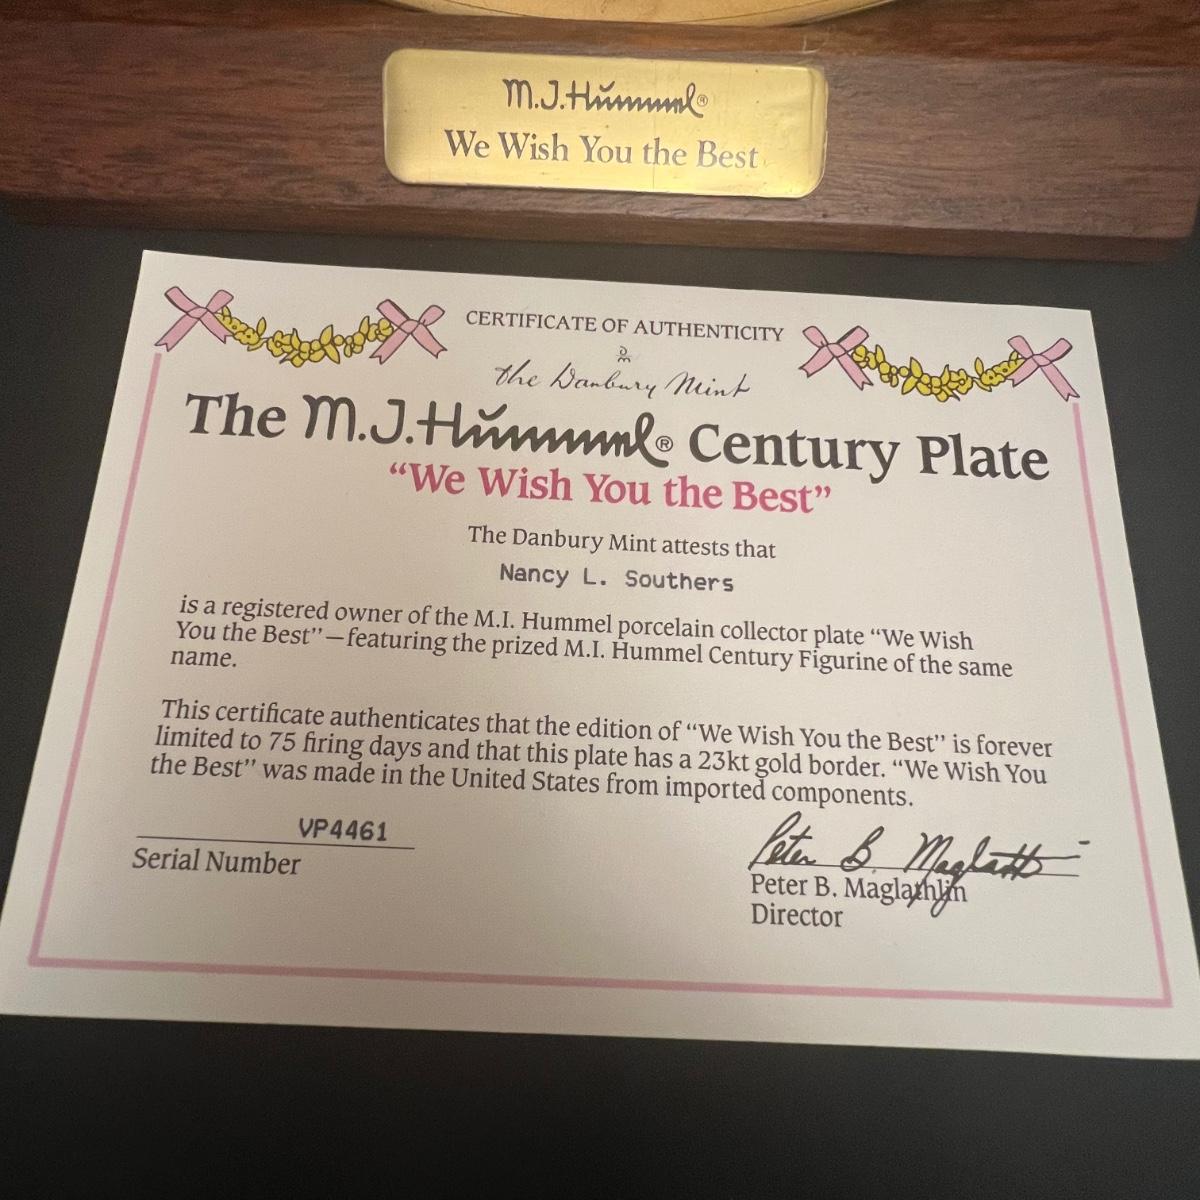 M.J.Hummel®
We Wish You the Best
CERTIFICATE OF AUTHENTICITY
the Danbury Mint
The M.J.Hummel® Century Plate
“We Wish You the Best”
The Danbury Mint attests that
Nancy L. Southers
is a registered owner of the M.I. Hummel porcelain collector plate “We Wish
You the Best”—featuring the prized M.I. Hummel Century Figurine of the same
name.
This certificate authenticates that the edition of “We Wish You the Best” is forever
limited to 75 firing days and that this plate has a 23kt gold border. “We Wish You
the Best” was made in the United States from imported components.
VP4461
Serial Number
Peter B. Maglathlin
Peter B. Maglathlin
Director